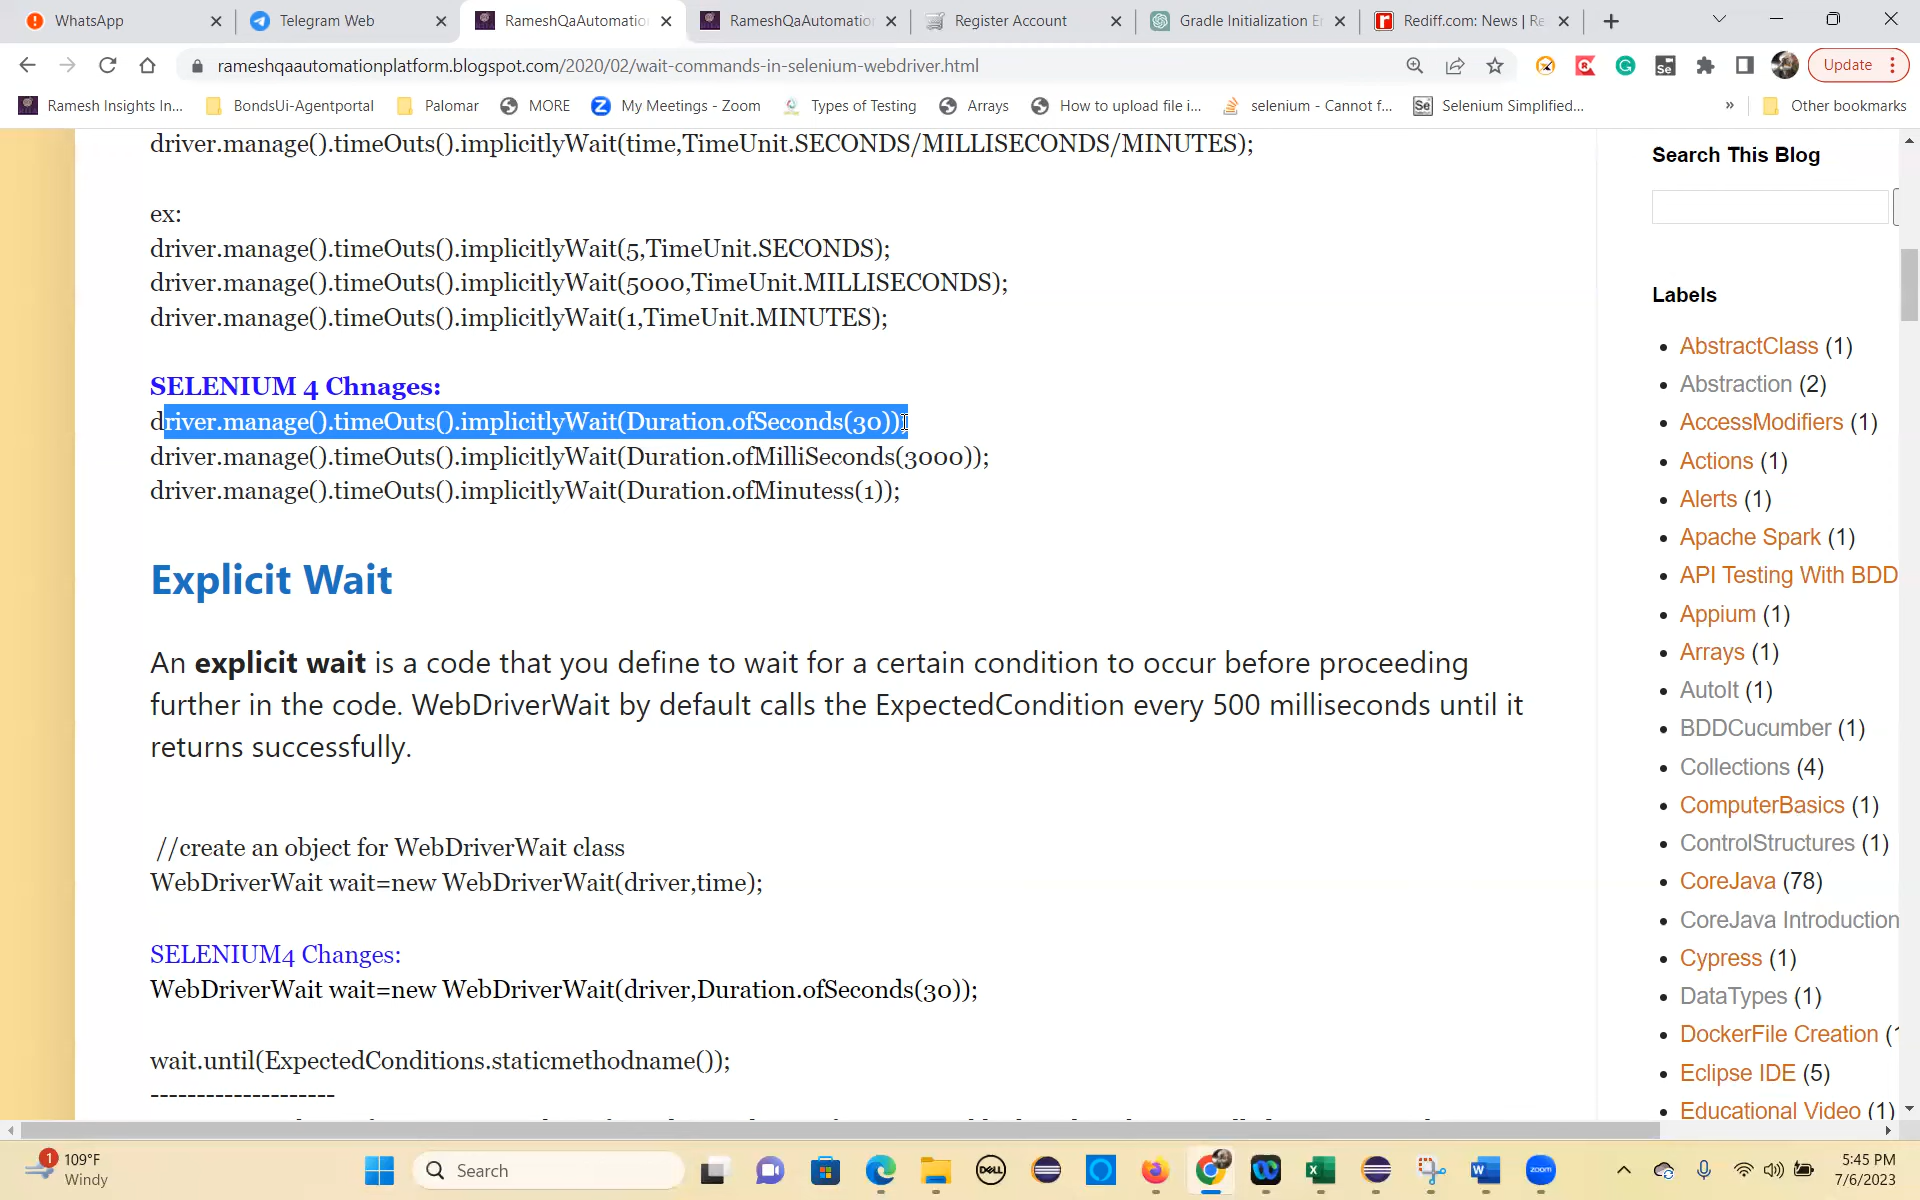 WhatsApp
Telegram Web
RameshQaAutomatio
RameshQaAutomatio
Register Account
Gradle Initialization Er
Rediff.com: News | Re
rameshqaautomationplatform.blogspot.com/2020/02/wait-commands-in-selenium-webdriver.html
Update
Ramesh Insights In...
BondsUi-Agentportal
Palomar
MORE
My Meetings - Zoom
Types of Testing
Arrays
How to upload file i...
selenium - Cannot f...
Selenium Simplified...
»
Other bookmarks
driver.manage().timeOuts().implicitlyWait(time,TimeUnit.SECONDS/MILLISECONDS/MINUTES);
ex:
driver.manage().timeOuts().implicitlyWait(5,TimeUnit.SECONDS);
driver.manage().timeOuts().implicitlyWait(5000,TimeUnit.MILLISECONDS);
driver.manage().timeOuts().implicitlyWait(1,TimeUnit.MINUTES);
SELENIUM 4 Chnages:
driver.manage().timeOuts().implicitlyWait(Duration.ofSeconds(30));
driver.manage().timeOuts().implicitlyWait(Duration.ofMilliSeconds(3000));
driver.manage().timeOuts().implicitlyWait(Duration.ofMinutess(1));
Explicit Wait
An explicit wait is a code that you define to wait for a certain condition to occur before proceeding
further in the code. WebDriverWait by default calls the ExpectedCondition every 500 milliseconds until it
returns successfully.
//create an object for WebDriverWait class
WebDriverWait wait=new WebDriverWait(driver,time);
SELENIUM4 Changes:
WebDriverWait wait=new WebDriverWait(driver,Duration.ofSeconds(30));
wait.until(ExpectedConditions.staticmethodname());
--------------------
Search This Blog
Labels
AbstractClass (1)
Abstraction (2)
AccessModifiers (1)
Actions (1)
Alerts (1)
Apache Spark (1)
API Testing With BDD
Appium (1)
Arrays (1)
AutoIt (1)
BDDCucumber (1)
Collections (4)
ComputerBasics (1)
ControlStructures (1)
CoreJava (78)
CoreJava Introduction
Cypress (1)
DataTypes (1)
DockerFile Creation (1
Eclipse IDE (5)
Educational Video (1)
1
109°F
Windy
Search
DELL
zoom
5:45 PM
7/6/2023